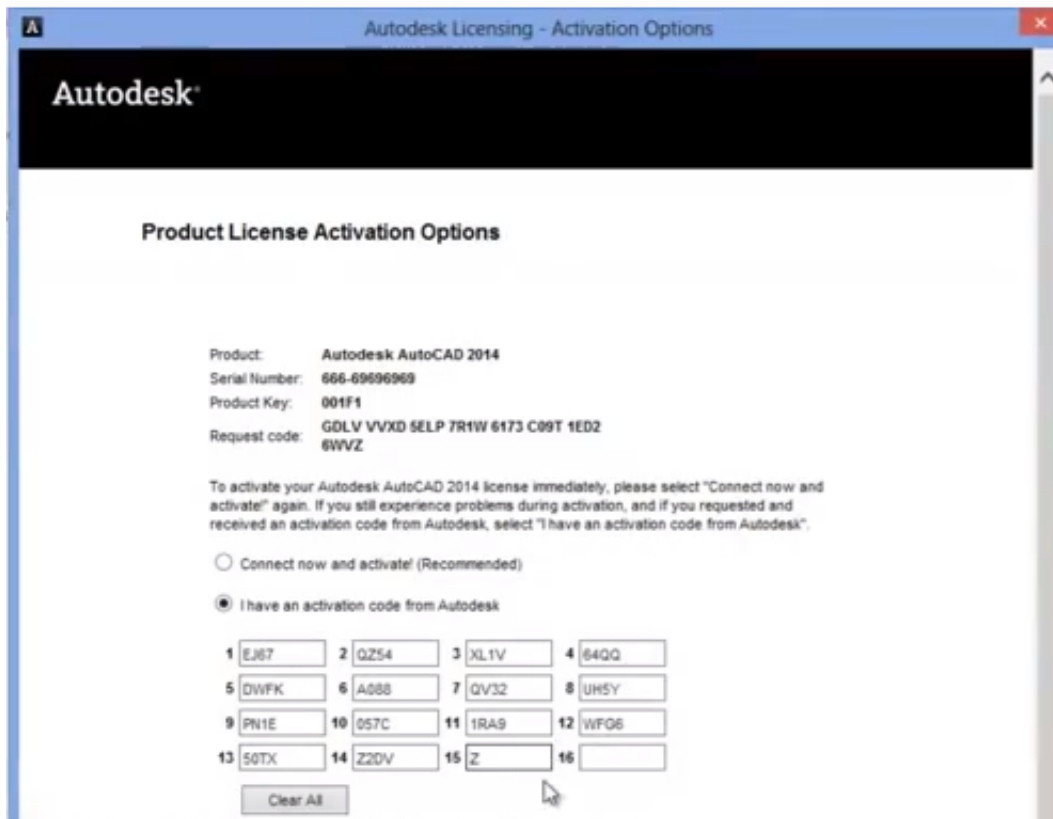 Autodesk Licensing - Activation Options
Autodesk
Product License Activation Options
Product: Autodesk AutoCAD 2014
Serial Number: 666-69696969
Product Key: 001F1
Request code: GDLV VVXD 5ELP 7R1W 6173 C09T 1ED2
6WVZ
To activate your Autodesk AutoCAD 2014 license immediately, please select "Connect now and
activate!" again. If you still experience problems during activation, and if you requested and
received an activation code from Autodesk, select "I have an activation code from Autodesk".
Connect now and activate! (Recommended)
I have an activation code from Autodesk
1 EJ67 2 QZ54 3 XL1V 4 64QQ
5 DWFK 6 A088 7 QV32 8 UH5Y
9 PN1E 10 057C 11 1RA9 12 WFG6
13 50TX 14 Z2DV 15 Z 16
Clear All